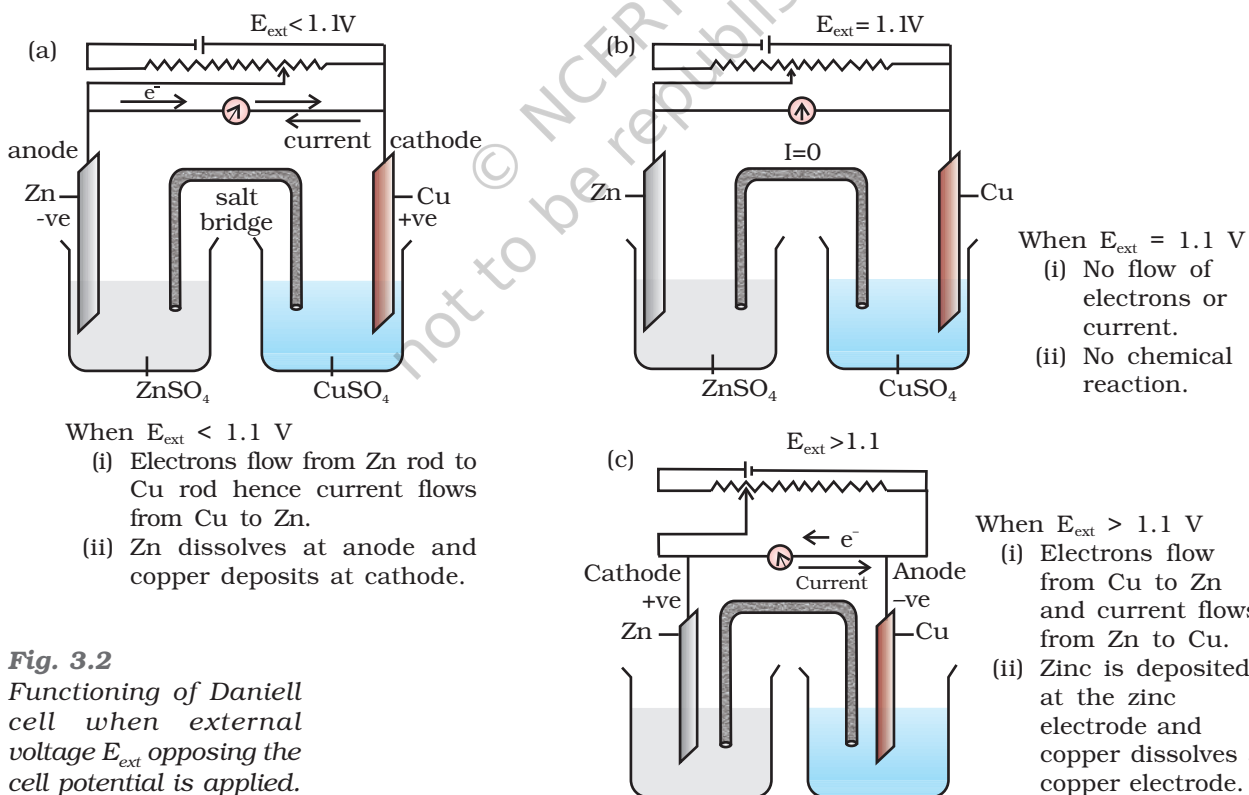 (a)
E_ext < 1.1V
e⁻
current
anode
cathode
Zn
-ve
salt
bridge
Cu
+ve
ZnSO₄
CuSO₄
When E_ext < 1.1 V
(i) Electrons flow from Zn rod to
Cu rod hence current flows
from Cu to Zn.
(ii) Zn dissolves at anode and
copper deposits at cathode.
(b)
E_ext = 1.1V
I=0
Zn
Cu
ZnSO₄
CuSO₄
When E_ext = 1.1 V
(i) No flow of
electrons or
current.
(ii) No chemical
reaction.
(c)
E_ext >1.1
e⁻
Current
Cathode
+ve
Anode
–ve
Zn
Cu
When E_ext > 1.1 V
(i) Electrons flow
from Cu to Zn
and current flows
from Zn to Cu.
(ii) Zinc is deposited
at the zinc
electrode and
copper dissolves
copper electrode.
Fig. 3.2
Functioning of Daniell
cell when external
voltage E_ext opposing the
cell potential is applied.
© NCERT
not to be republis